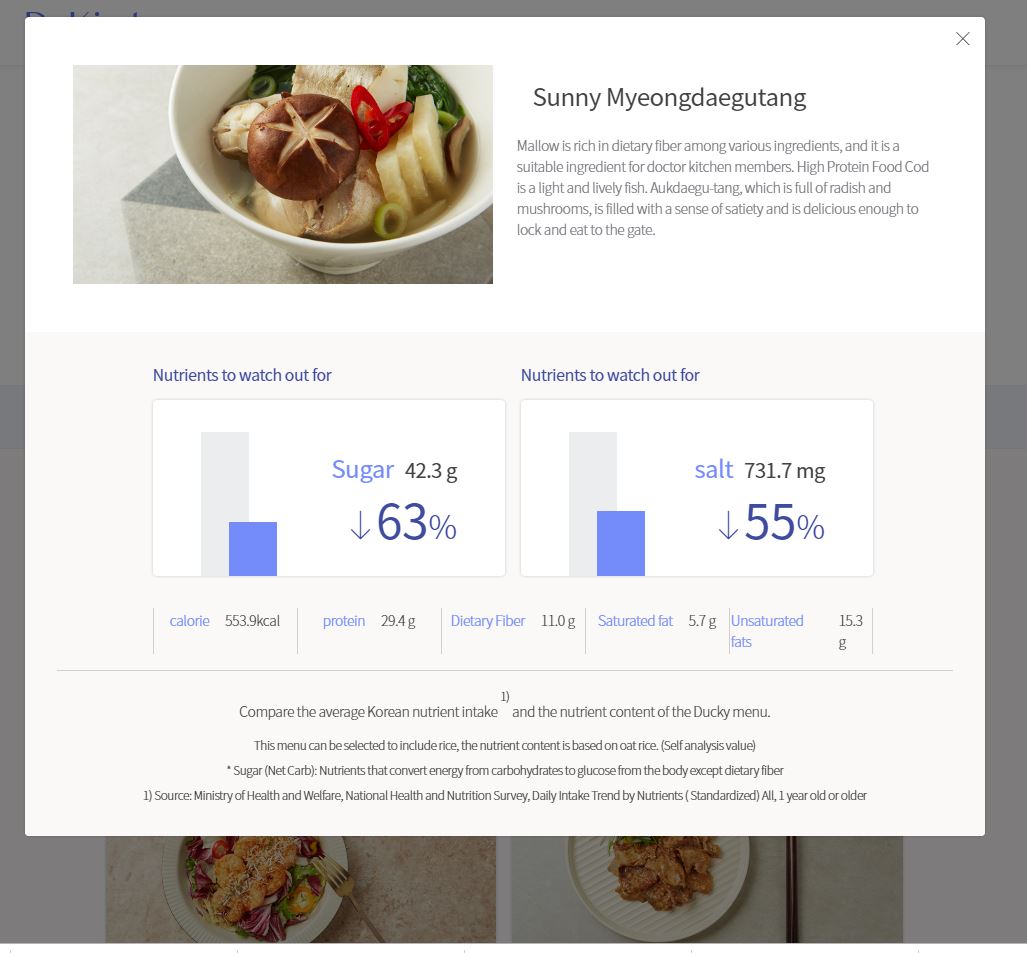 Sunny Myeongdaegutang
Mallow is rich in dietary fiber among various ingredients, and it is a
suitable ingredient for doctor kitchen members. High Protein Food Cod
is a light and lively fish. Aukdaegu-tang, which is full of radish and
mushrooms, is filled with a sense of satiety and is delicious enough to
lock and eat to the gate.
Nutrients to watch out for
Sugar 42.3 g
↓63%
Nutrients to watch out for
salt 731.7 mg
↓55%
calorie 553.9kcal
protein 29.4 g
Dietary Fiber 11.0 g
Saturated fat 5.7 g
Unsaturated 15.3
fats g
Compare the average Korean nutrient intake 1) and the nutrient content of the Ducky menu.
This menu can be selected to include rice, the nutrient content is based on oat rice. (Self analysis value)
* Sugar (Net Carb): Nutrients that convert energy from carbohydrates to glucose from the body except dietary fiber
1) Source: Ministry of Health and Welfare, National Health and Nutrition Survey, Daily Intake Trend by Nutrients ( Standardized) All, 1 year old or older